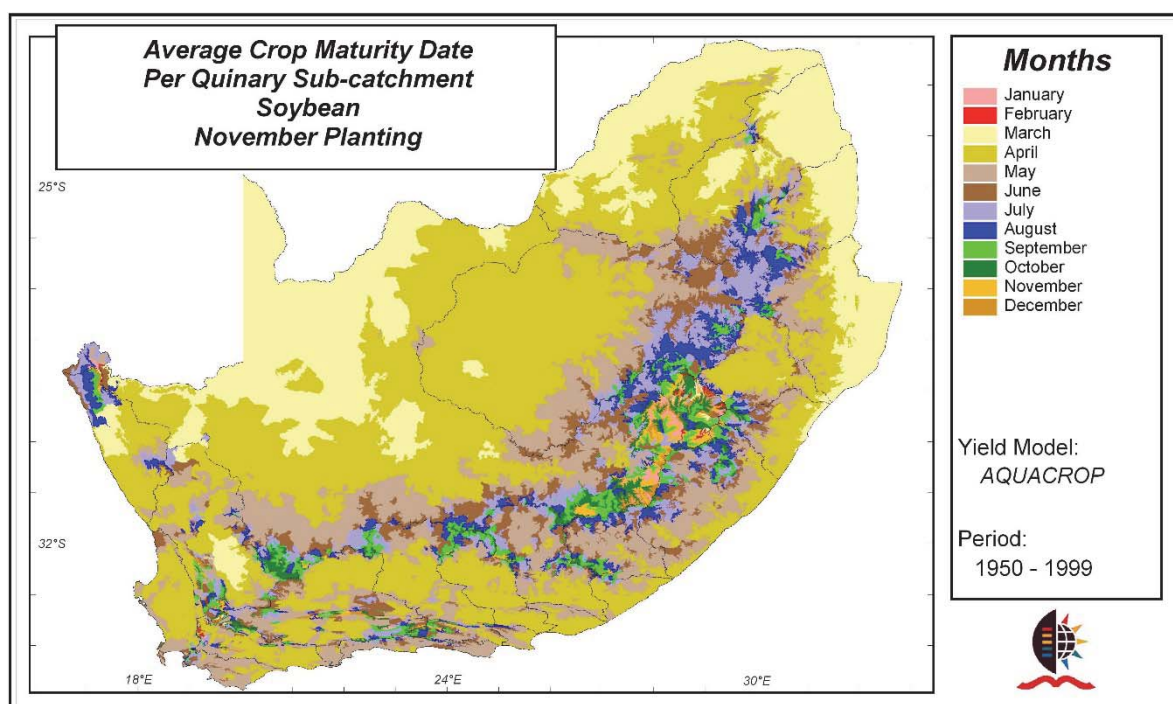 Average Crop Maturity Date
Per Quinary Sub-catchment
Soybean
November Planting
25°S
32°S
18°E
24°E
30°E
Months
January
February
March
April
May
June
July
August
September
October
November
December
Yield Model:
AQUACROP
Period:
1950 - 1999